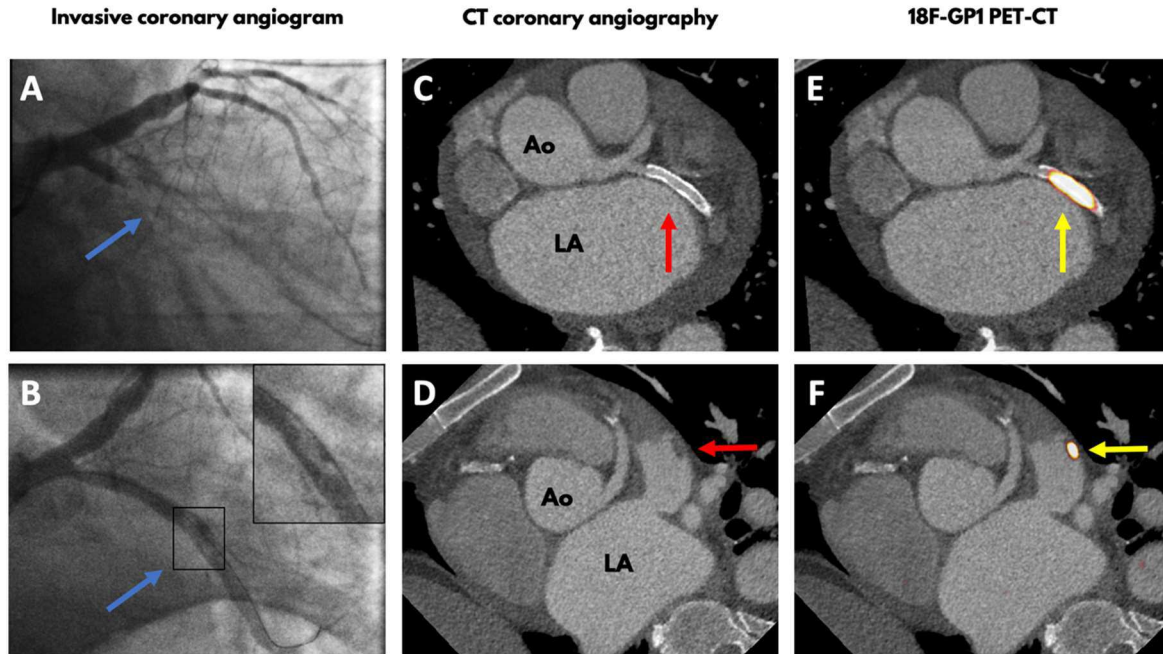 Invasive coronary angiogram
CT coronary angiography
18F-GP1 PET-CT
A
C
E
Ao
LA
B
D
F
Ao
LA